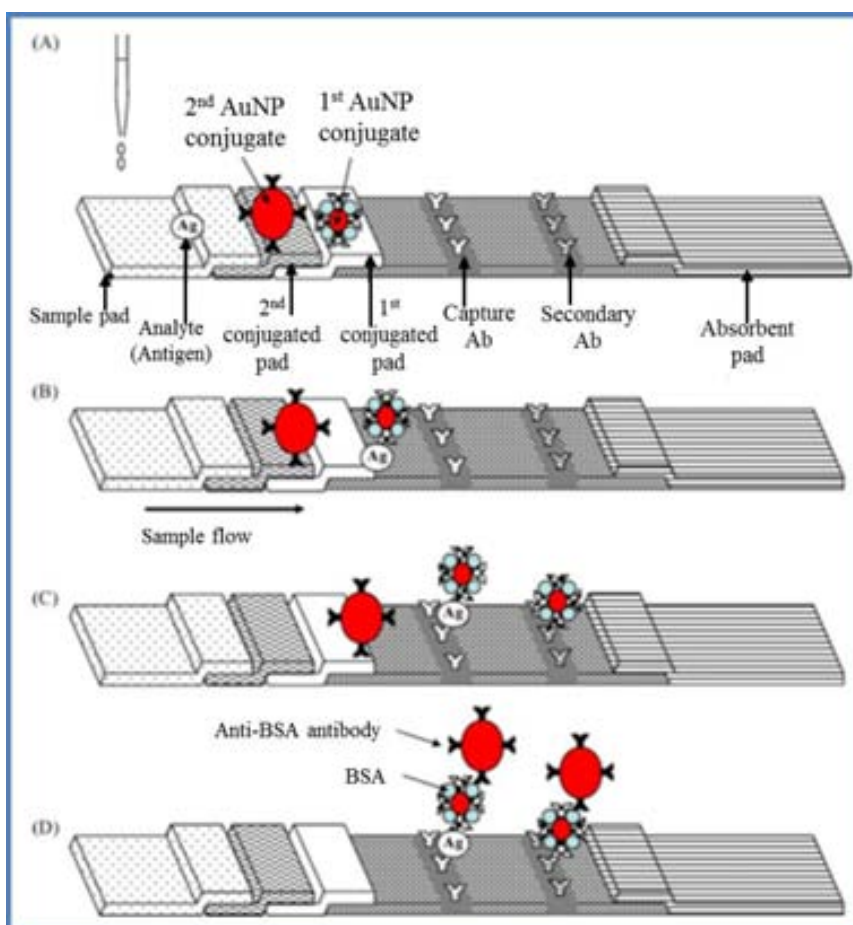 (A)
2nd AuNP
conjugate
1st AuNP
conjugate
Ag
Sample pad
Analyte
(Antigen)
2nd
conjugated
pad
1st
conjugated
pad
Capture
Ab
Secondary
Ab
Absorbent
pad
(B)
Ag
Sample flow
(C)
Ag
Anti-BSA antibody
BSA
(D)
Ag